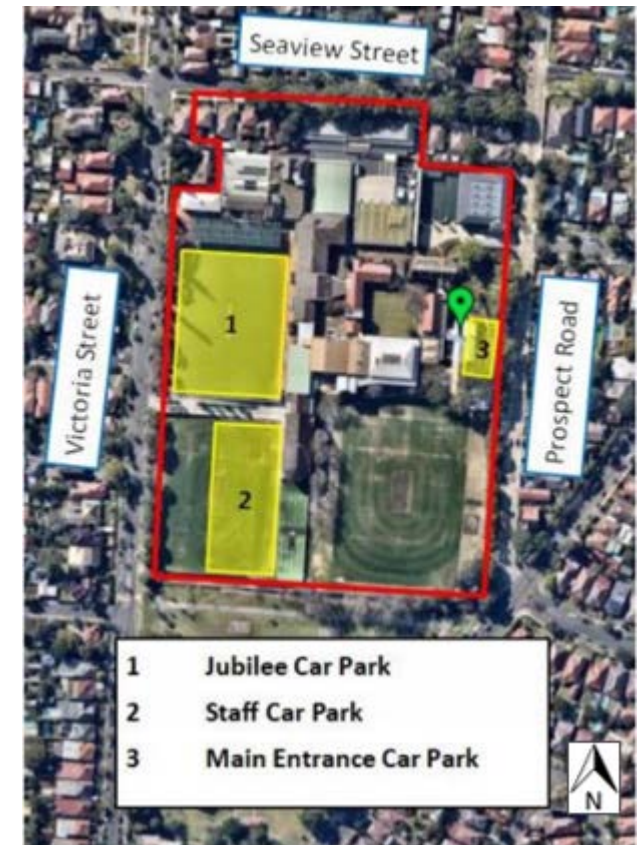 Seaview Street
Victoria Street
Prospect Road
1
2
3
1 Jubilee Car Park
2 Staff Car Park
3 Main Entrance Car Park
N